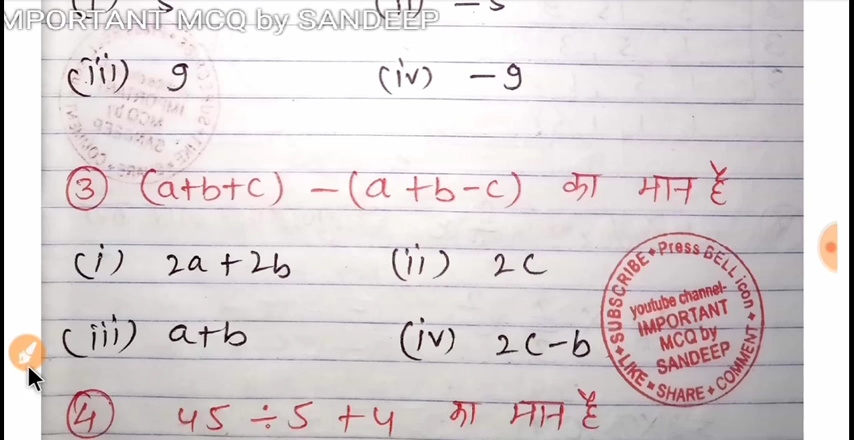 IMPORTANT MCQ by SANDEEP
(iii) 9 (iv) -9
③ (a+b+c) - (a+b-c) का मान है
(i) 2a+2b (ii) 2c
(iii) a+b (iv) 2c-b
④ 45÷5+4 का मान है
SUBSCRIBE • Press BELL icon • LIKE • SHARE • COMMENT
youtube channel-
IMPORTANT
MCQ by
SANDEEP